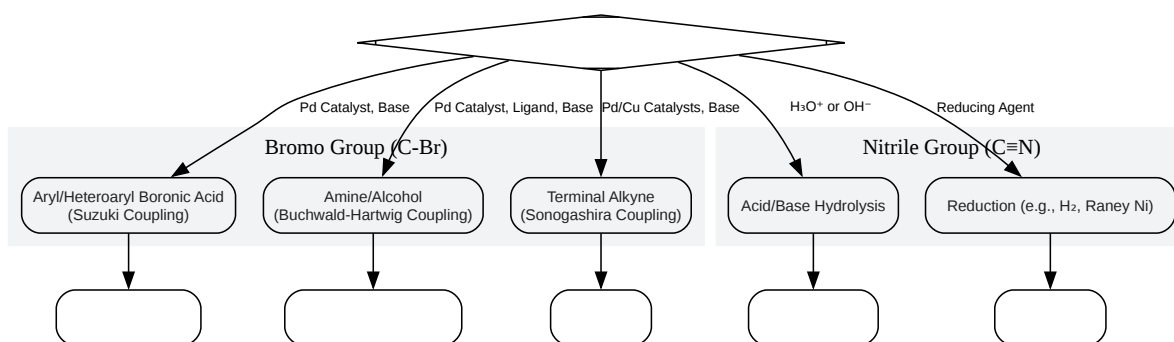 Pd Catalyst, Base
Pd Catalyst, Ligand, Base
Pd/Cu Catalysts, Base
H₃O⁺ or OH⁻
Reducing Agent
Bromo Group (C-Br)
Nitrile Group (C≡N)
Aryl/Heteroaryl Boronic Acid
(Suzuki Coupling)
Amine/Alcohol
(Buchwald-Hartwig Coupling)
Terminal Alkyne
(Sonogashira Coupling)
Acid/Base Hydrolysis
Reduction (e.g., H₂, Raney Ni)